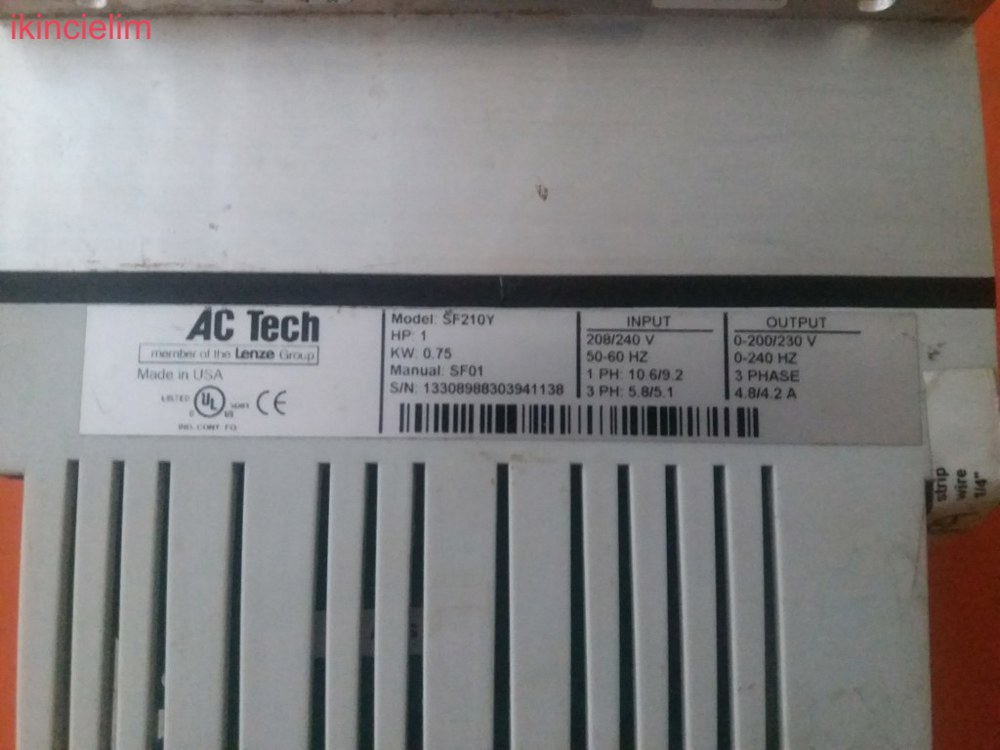 ikincielim
AC Tech
member of the Lenze Group
Made in USA
LISTED
UL
C US
CE
IND. CONT. EQ.
Model: SF210Y
HP: 1
KW: 0.75
Manual: SF01
S/N: 13308988303941138
INPUT
208/240 V
50-60 HZ
1 PH: 10.6/9.2
3 PH: 5.8/5.1
OUTPUT
0-200/230 V
0-240 HZ
3 PHASE
4.8/4.2 A
strip
wire
1/4"